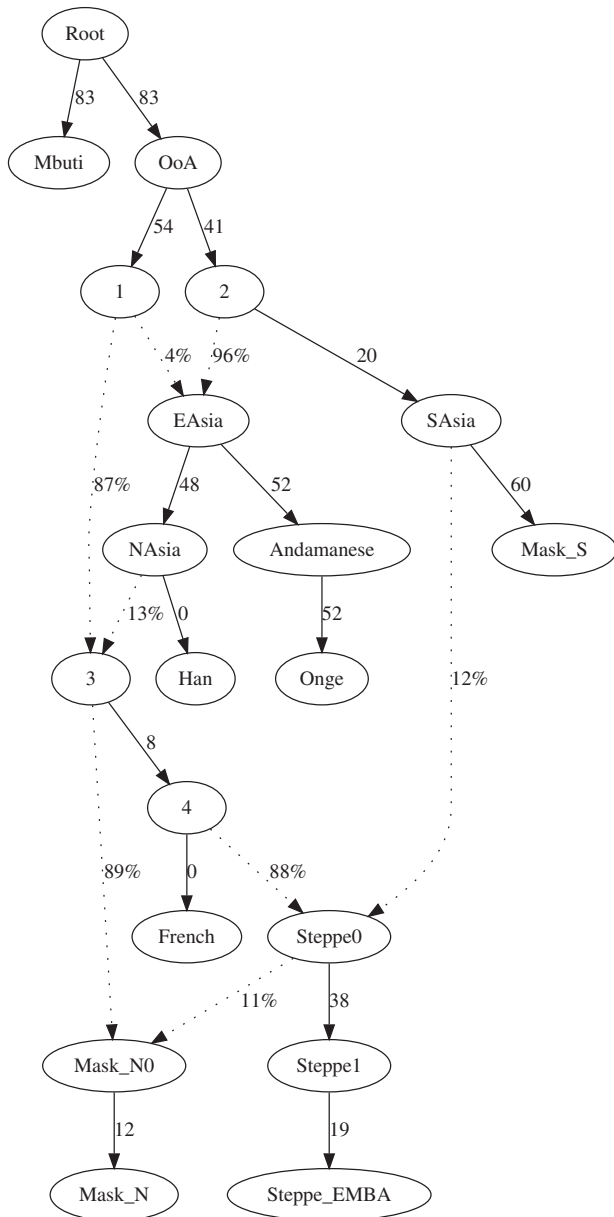 Root
83 83
Mbuti OoA
54 41
1 2
4% 96% 20
EAsia SAsia
87% 48 52 60
NAsia Andamanese Mask_S
13% 0 52
3 Han Onge 12%
8
4
89% 0 88%
French Steppe0
11% 38
Mask_N0 Steppe1
12 19
Mask_N Steppe_EMBA